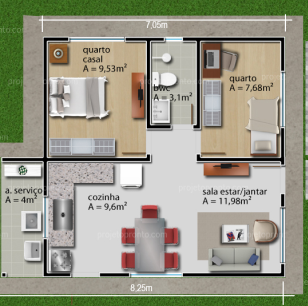 7,05m
quarto
casal
A = 9,53m²
bwc
A = 3,1m²
quarto
A = 7,68m²
a. serviço
A = 4m²
cozinha
A = 9,6m²
sala estar/jantar
A = 11,98m²
8,25m